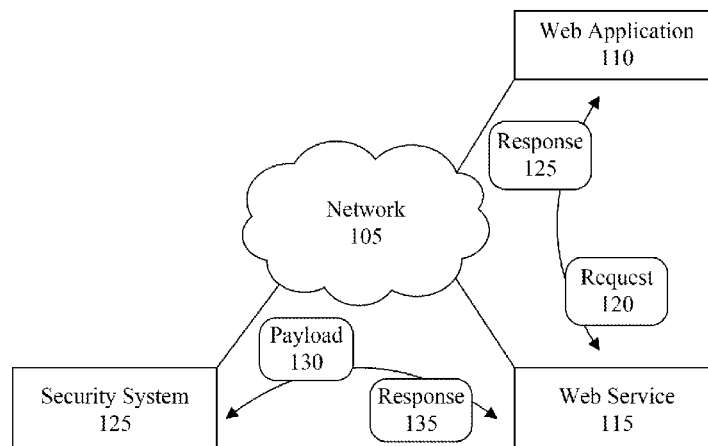 Web Application
110
Response
125
Network
105
Request
120
Payload
130
Security System
125
Response
135
Web Service
115